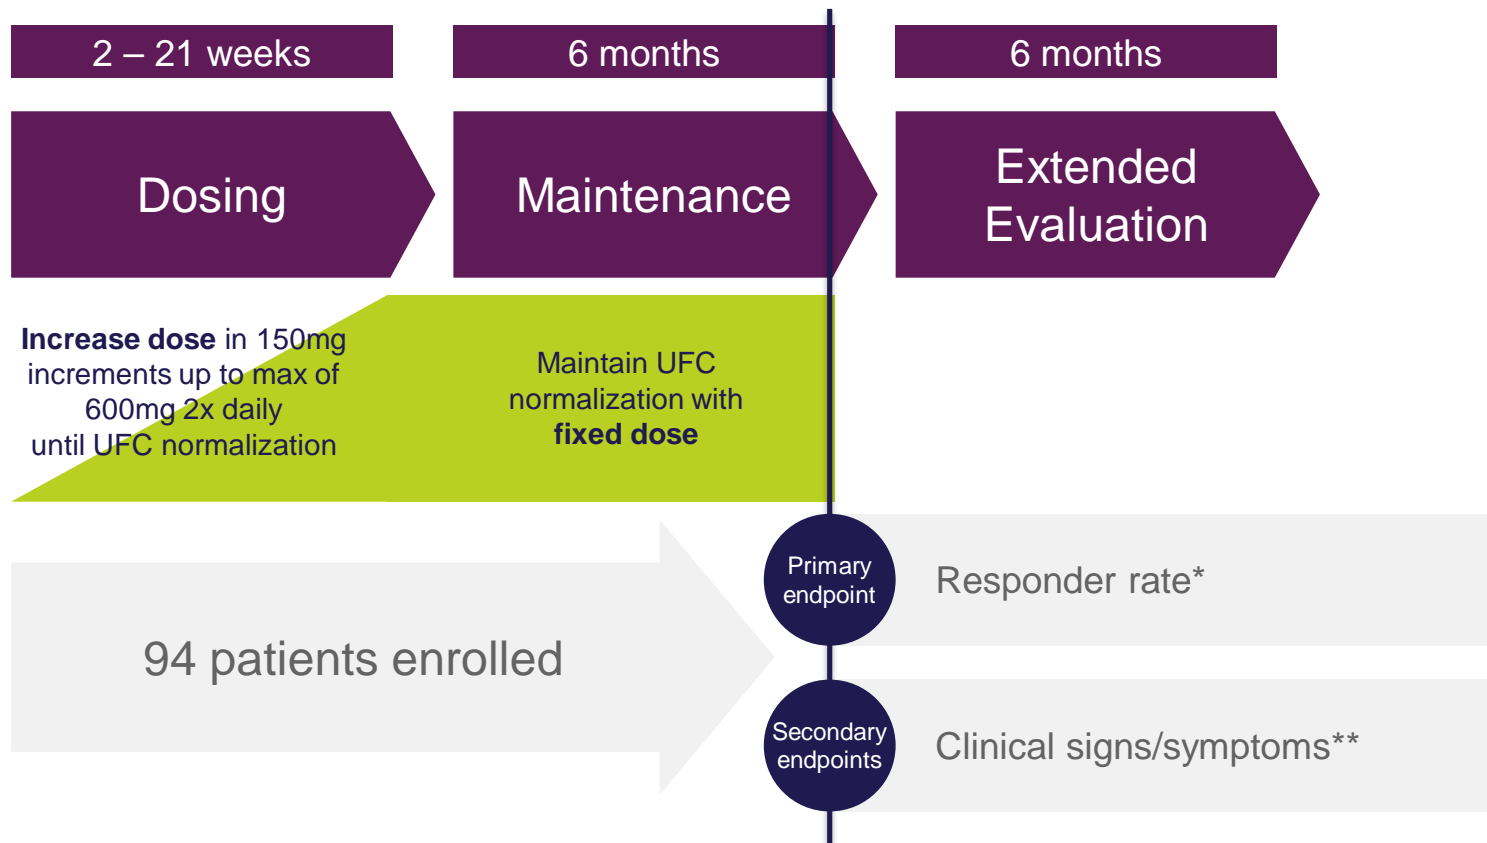 2 – 21 weeks
6 months
6 months
Dosing
Maintenance
Extended
Evaluation
Increase dose in 150mg
increments up to max of
600mg 2x daily
until UFC normalization
Maintain UFC
normalization with
fixed dose
94 patients enrolled
Primary
endpoint
Responder rate*
Secondary
endpoints
Clinical signs/symptoms**